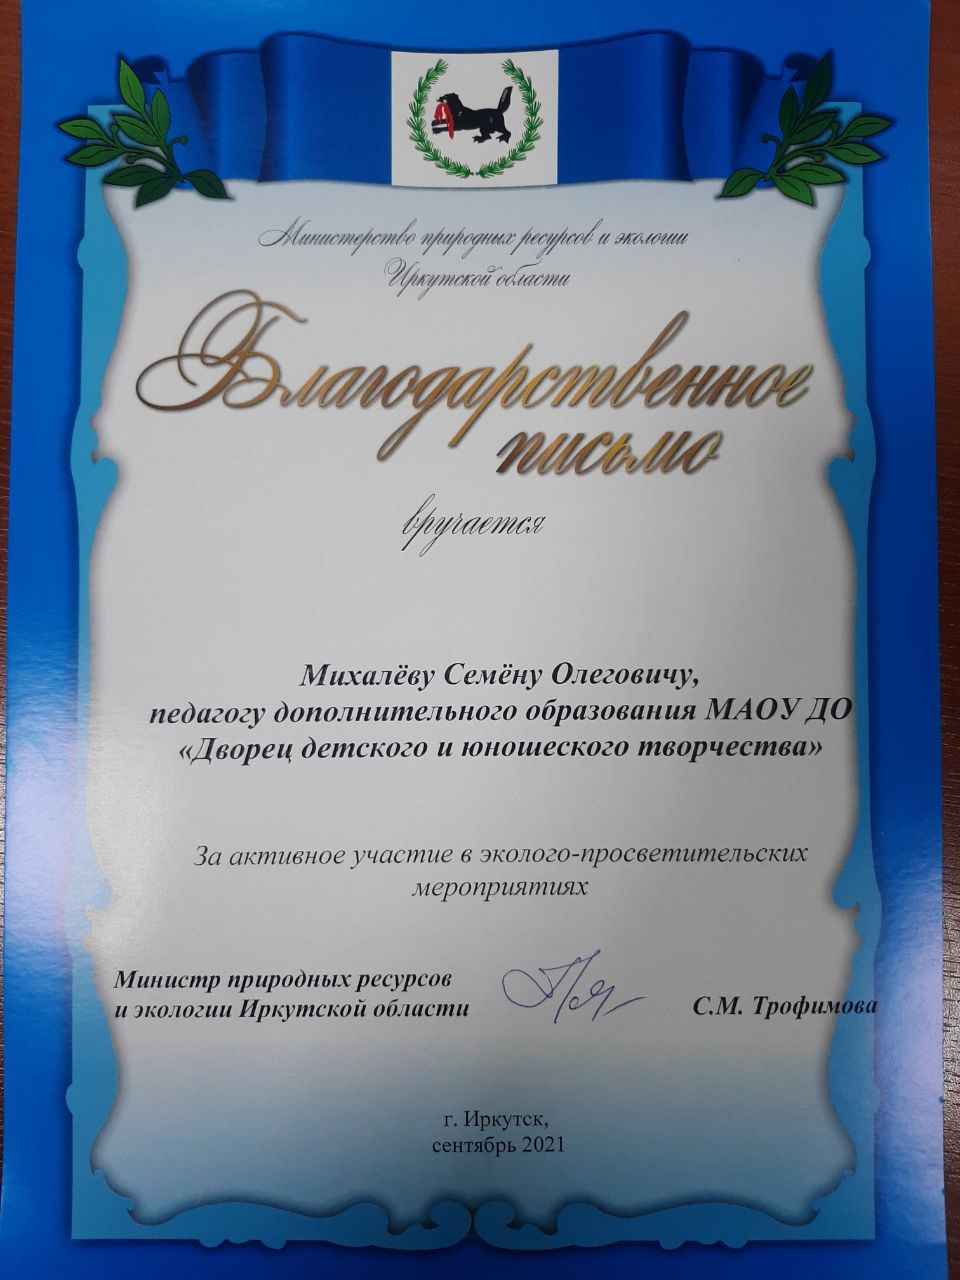 Министерство природных ресурсов и экологии
Иркутской области
Благодарственное
письмо
вручается
Михалёву Семёну Олеговичу,
педагогу дополнительного образования МАОУ ДО
«Дворец детского и юношеского творчества»
За активное участие в эколого-просветительских
мероприятиях
Министр природных ресурсов
и экологии Иркутской области
С.М. Трофимова
г. Иркутск,
сентябрь 2021